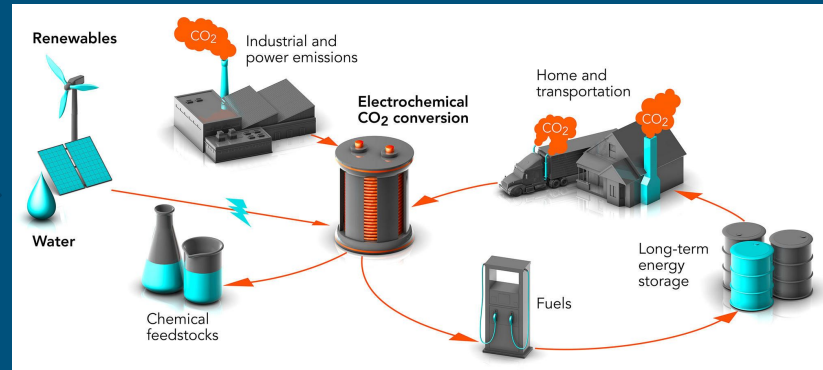 Renewables
CO₂
Industrial and
power emissions
Home and
transportation
Electrochemical
CO₂ conversion
CO₂
CO₂
Water
Chemical
feedstocks
Fuels
Long-term
energy
storage